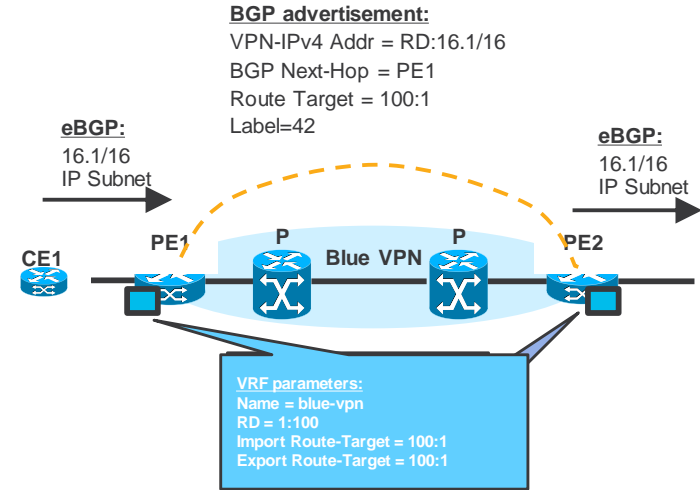 BGP advertisement:
VPN-IPv4 Addr = RD:16.1/16
BGP Next-Hop = PE1
Route Target = 100:1
Label=42
eBGP:
16.1/16
IP Subnet
eBGP:
16.1/16
IP Subnet
CE1
PE1
P
Blue VPN
P
PE2
VRF parameters:
Name = blue-vpn
RD = 1:100
Import Route-Target = 100:1
Export Route-Target = 100:1